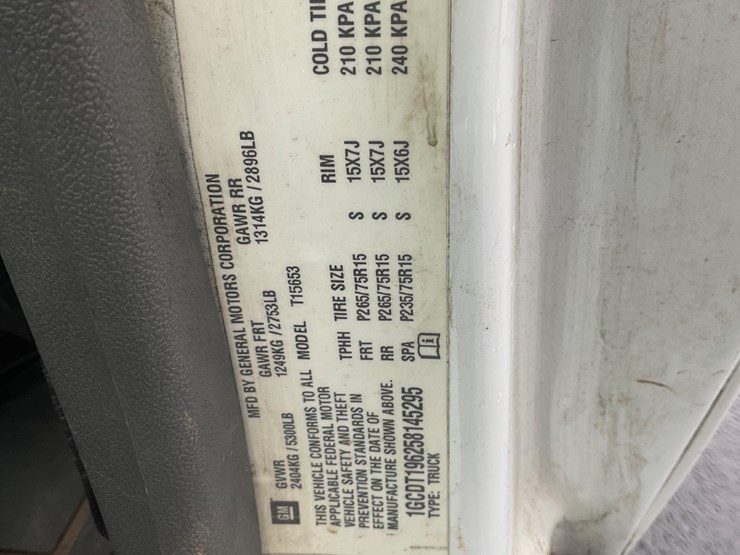 MFD BY GENERAL MOTORS CORPORATION
GM GVWR GAWR FRT GAWR RR
2404KG / 5300LB 1249KG / 2753LB 1314KG / 2896LB
THIS VEHICLE CONFORMS TO ALL MODEL T15653
APPLICABLE FEDERAL MOTOR
VEHICLE SAFETY AND THEFT
PREVENTION STANDARDS IN
EFFECT ON THE DATE OF
MANUFACTURE SHOWN ABOVE.
1GCDT196258145295
TYPE: TRUCK
TPHH TIRE SIZE RIM COLD
FRT P265/75R15 S 15X7J 210 KPA
RR P265/75R15 S 15X7J 210 KPA
SPA P235/75R15 S 15X6J 240 KPA